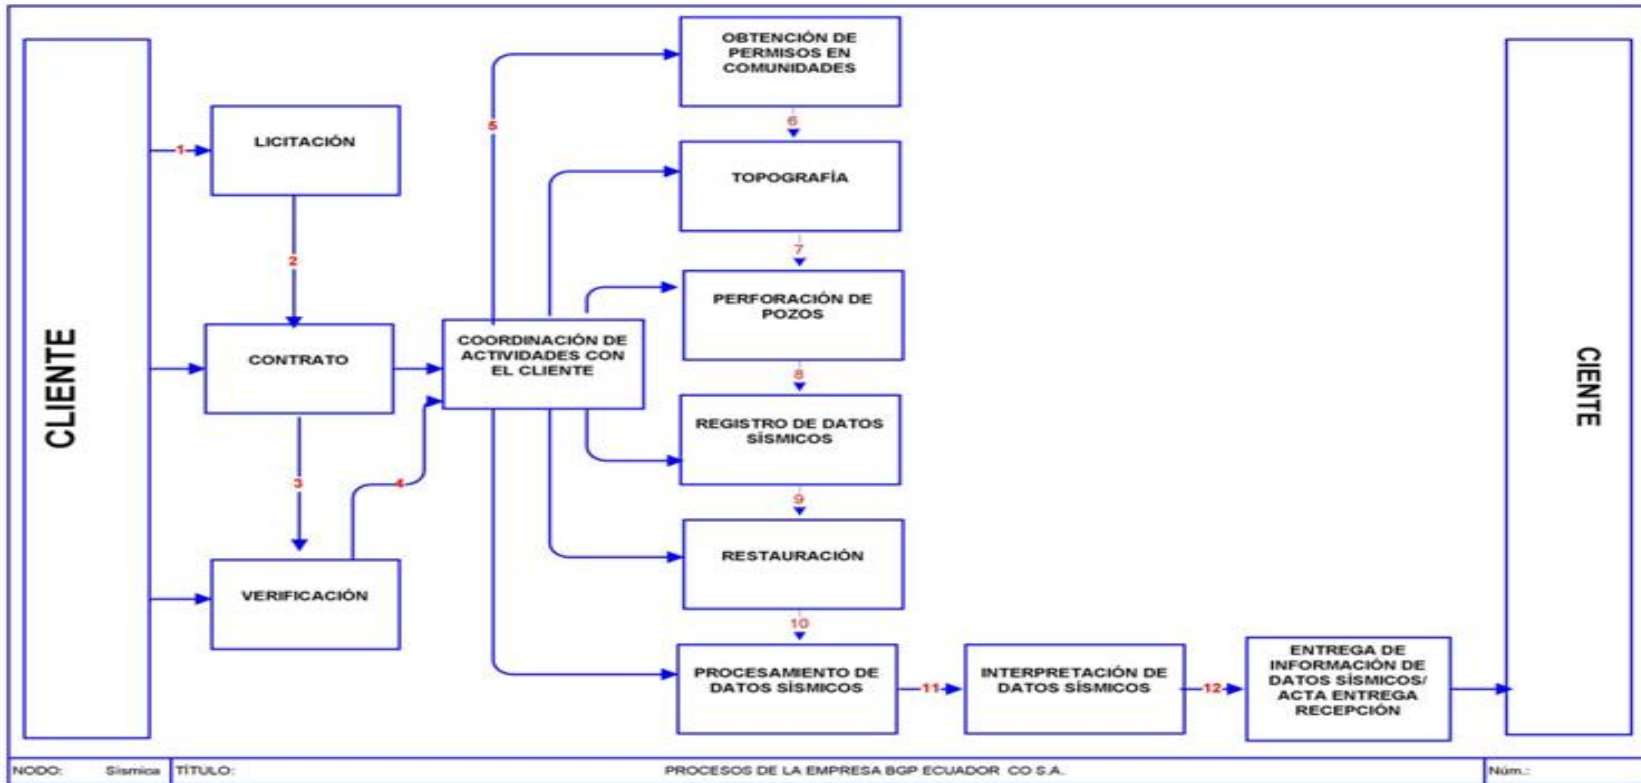 CLIENTE
1
LICITACIÓN
2
CONTRATO
3
VERIFICACIÓN
4
COORDINACIÓN DE
ACTIVIDADES CON
EL CLIENTE
5
OBTENCIÓN DE
PERMISOS EN
COMUNIDADES
6
TOPOGRAFÍA
7
PERFORACIÓN DE
POZOS
8
REGISTRO DE DATOS
SÍSMICOS
9
RESTAURACIÓN
10
PROCESAMIENTO DE
DATOS SÍSMICOS
11
INTERPRETACIÓN DE
DATOS SÍSMICOS
12
ENTREGA DE
INFORMACIÓN DE
DATOS SÍSMICOS/
ACTA ENTREGA
RECEPCIÓN
CIENTE
NODO: Sísmica
TÍTULO: PROCESOS DE LA EMPRESA BGP ECUADOR CO S.A.
Núm.: